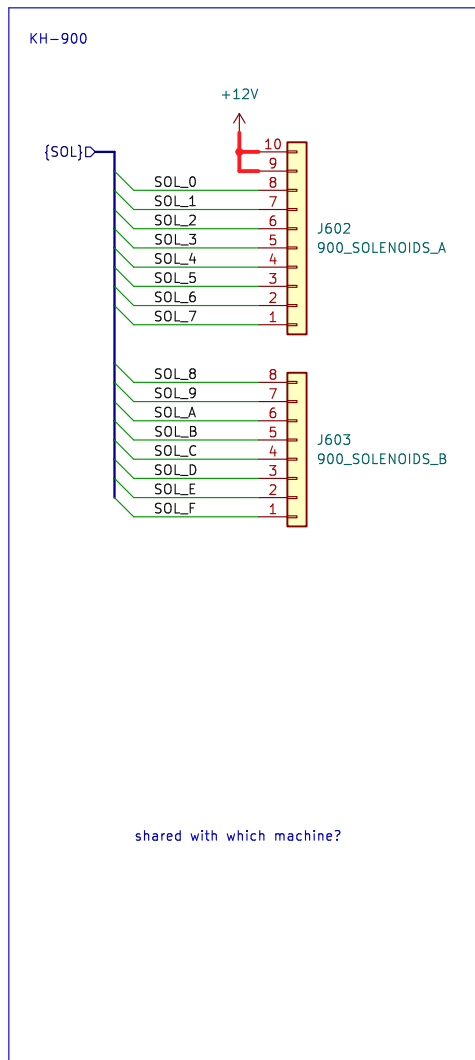 KH-900
+12V
{SOL}
10
9
SOL_0 8
SOL_1 7
SOL_2 6
SOL_3 5
SOL_4 4
SOL_5 3
SOL_6 2
SOL_7 1
J602
900_SOLENOIDS_A
SOL_8 8
SOL_9 7
SOL_A 6
SOL_B 5
SOL_C 4
SOL_D 3
SOL_E 2
SOL_F 1
J603
900_SOLENOIDS_B
shared with which machine?